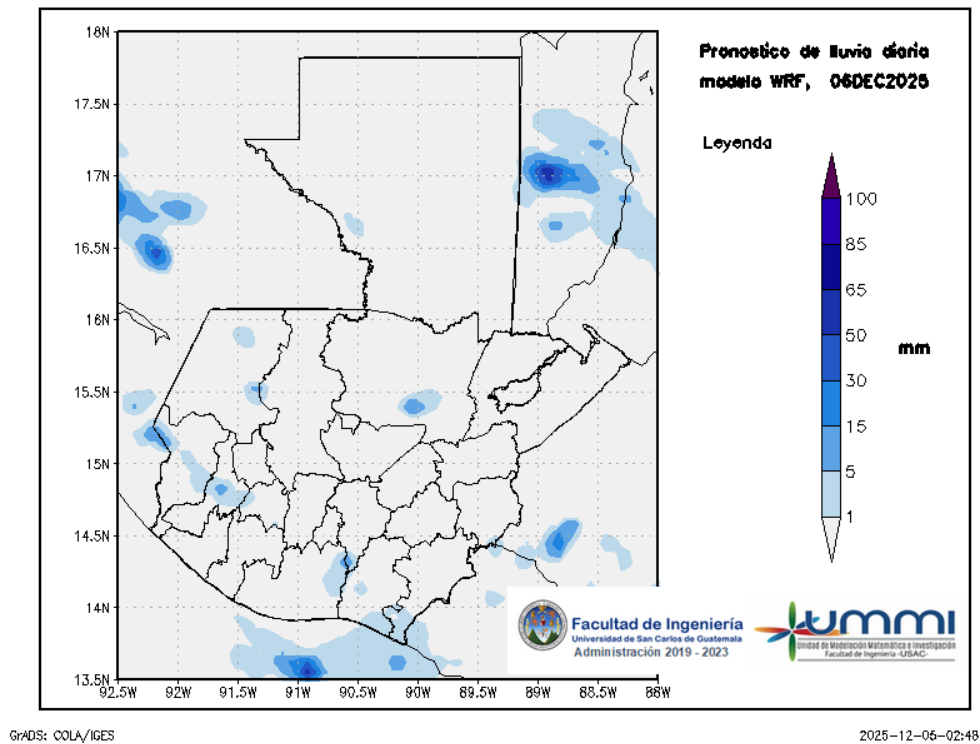 Pronostico de lluvia diaria
modelo WRF, 06DEC2025
Leyenda
100
85
65
50
30
15
5
1
mm
18N
17.5N
17N
16.5N
16N
15.5N
15N
14.5N
14N
13.5N
92.5W 92W 91.5W 91W 90.5W 90W 89.5W 89W 88.5W 88W
Facultad de Ingeniería
Universidad de San Carlos de Guatemala
Administración 2019 - 2023
ummi
Unidad de Modelación Matemática e Investigación
Facultad de Ingeniería -USAC-
GrADS: COLA/IGES
2025-12-05-02:48